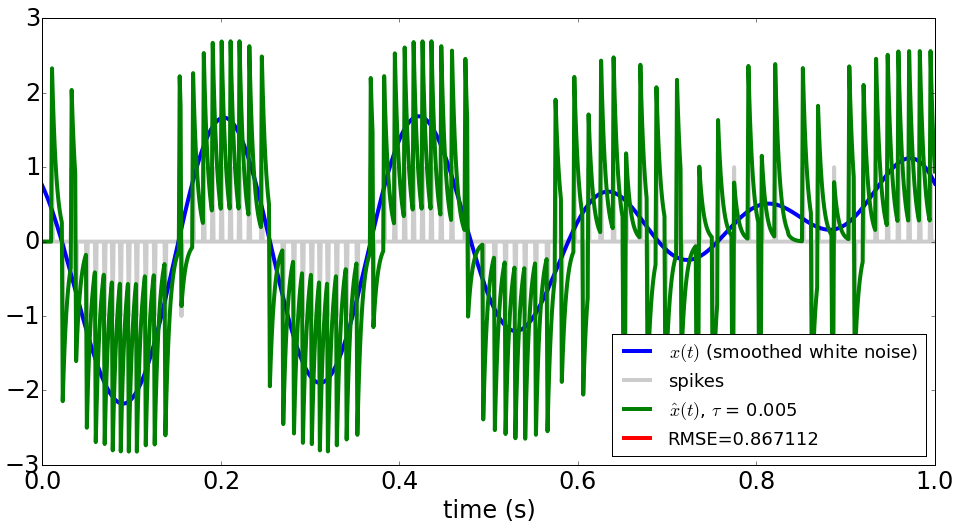 3
2
1
0
−1
−2
−3
0.0 0.2 0.4 0.6 0.8 1.0
time (s)
x(t) (smoothed white noise)
spikes
x̂(t), τ = 0.005
RMSE=0.867112